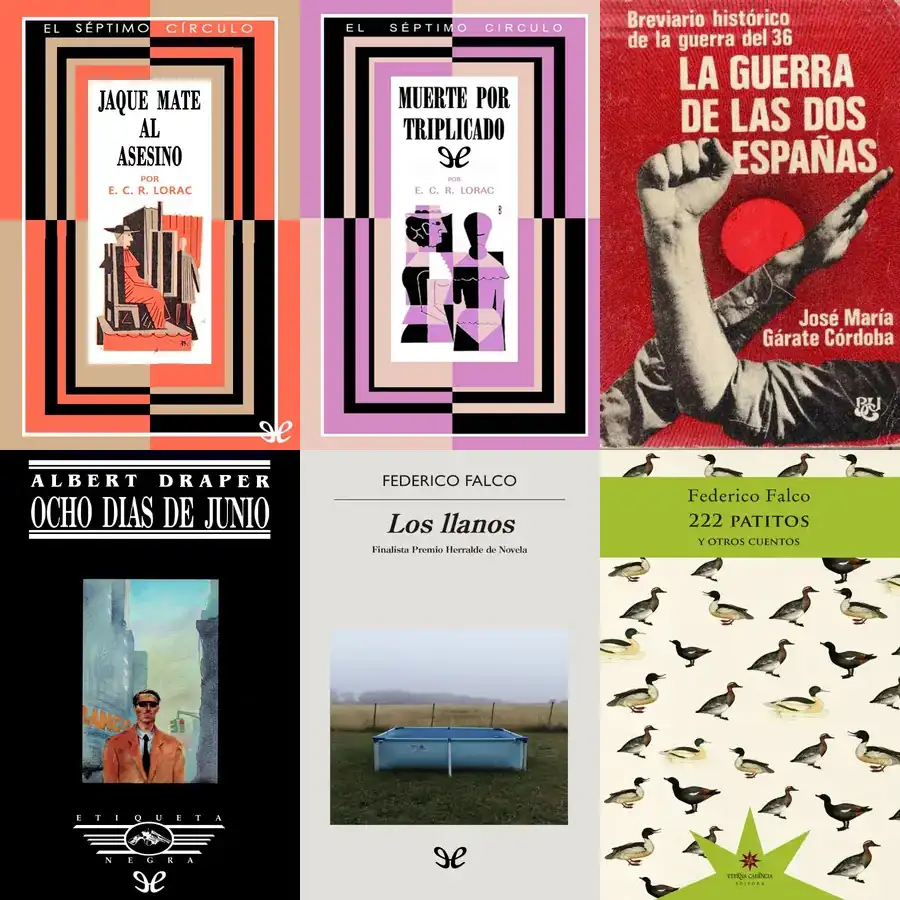 EL SÉPTIMO CÍRCULO
JAQUE MATE
AL
ASESINO
POR
E. C. R. LORAC
EL SÉPTIMO CÍRCULO
MUERTE POR
TRIPLICADO
POR
E. C. R. LORAC
Breviario histórico
de la guerra del 36
LA GUERRA
DE LAS DOS
ESPAÑAS
José María
Gárate Córdoba
ALBERT DRAPER
OCHO DIAS DE JUNIO
ETIQUETA
NEGRA
FEDERICO FALCO
Los llanos
Finalista Premio Herralde de Novela
Federico Falco
222 PATITOS
Y OTROS CUENTOS
ETERNA CADENCIA
EDITORA